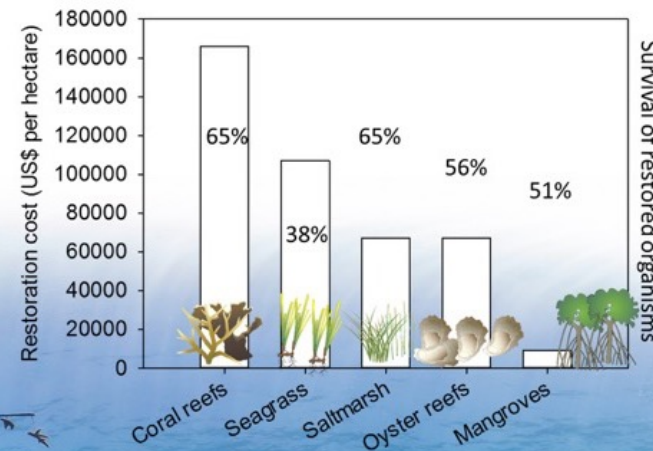 Restoration cost (US$ per hectare)
180000
160000
140000
120000
100000
80000
60000
40000
20000
0
65%
38%
65%
56%
51%
Coral reefs
Seagrass
Saltmarsh
Oyster reefs
Mangroves
Survival of restored organisms